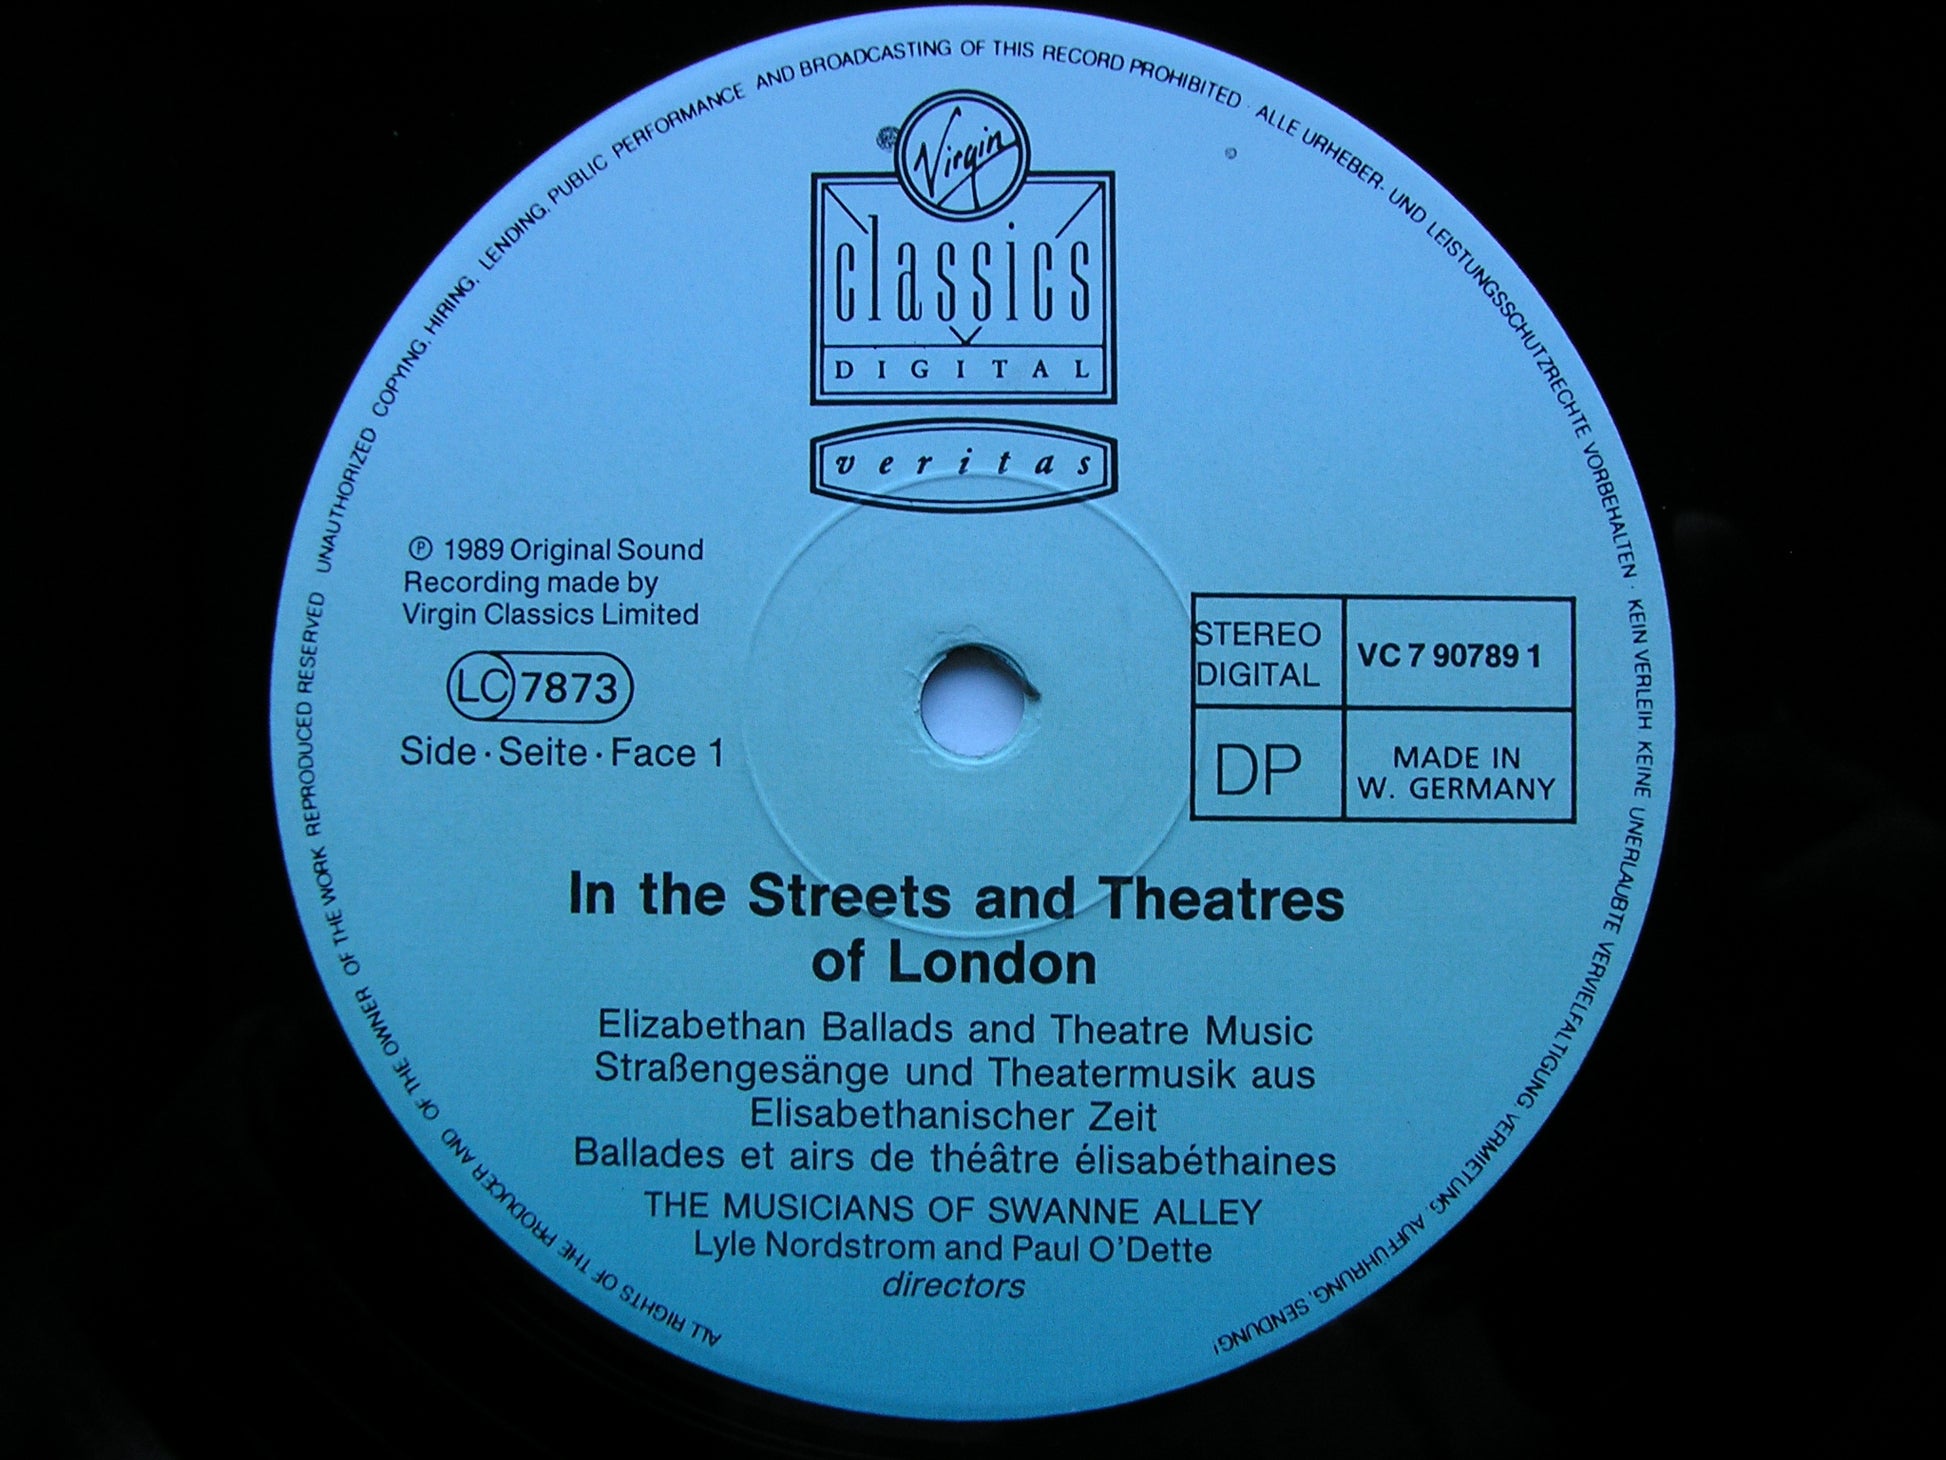 ALL RIGHTS OF THE PRODUCER AND OF THE OWNER OF THE WORK REPRODUCED RESERVED UNAUTHORIZED COPYING, HIRING, LENDING, PUBLIC PERFORMANCE AND BROADCASTING OF THIS RECORD PROHIBITED · ALLE URHEBER- UND LEISTUNGSSCHUTZRECHTE VORBEHALTEN · KEIN VERLEIH KEINE UNERLAUBTE VERVIELFALTIGUNG VERMIETUNG, AUFFUHRUNG, SENDUNG!
Virgin
classics
DIGITAL
veritas
℗ 1989 Original Sound
Recording made by
Virgin Classics Limited
LC 7873
Side · Seite · Face 1
STEREO
DIGITAL
VC 7 90789 1
DP
MADE IN
W. GERMANY
In the Streets and Theatres
of London
Elizabethan Ballads and Theatre Music
Straßengesänge und Theatermusik aus
Elisabethanischer Zeit
Ballades et airs de théâtre élisabéthaines
THE MUSICIANS OF SWANNE ALLEY
Lyle Nordstrom and Paul O'Dette
directors